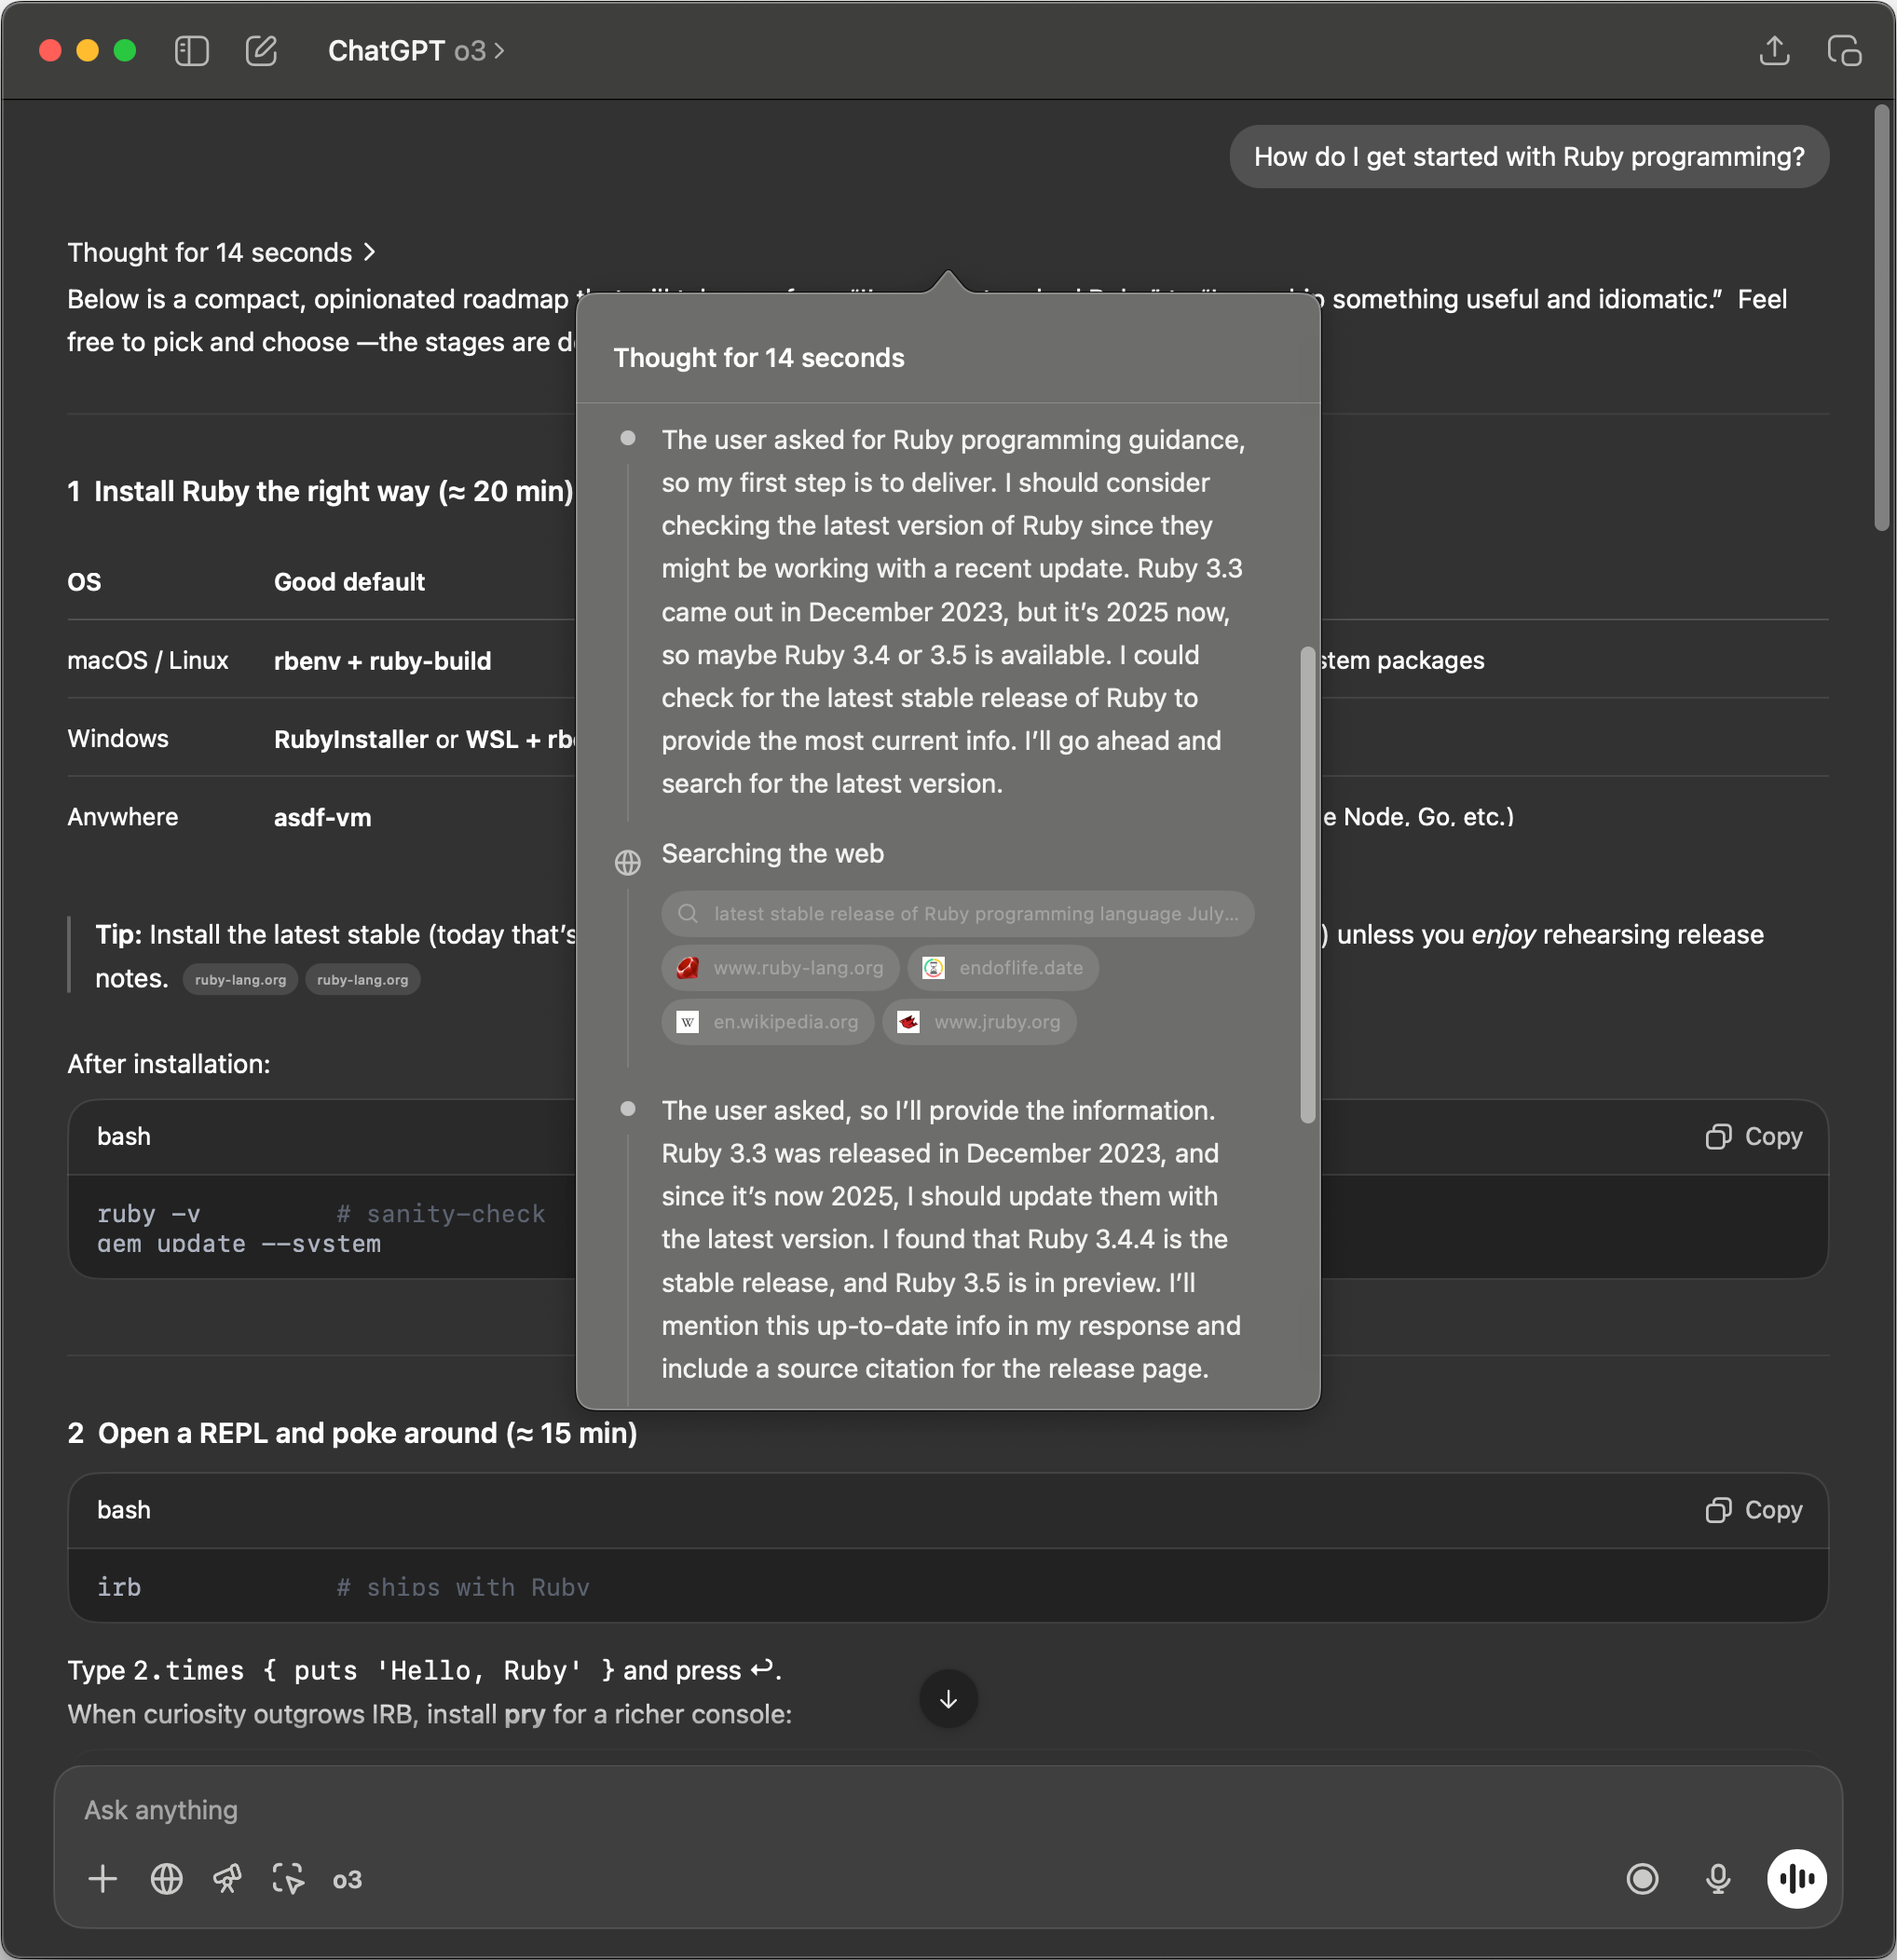 ChatGPT o3
How do I get started with Ruby programming?
Thought for 14 seconds
Below is a compact, opinionated roadmap something useful and idiomatic.” Feel
free to pick and choose —the stages are
1 Install Ruby the right way (≈ 20 min)
OS Good default
macOS / Linux rbenv + ruby-build packages
Windows RubyInstaller or WSL +
Anywhere asdf-vm Node, Go, etc.)
Tip: Install the latest stable (today that’s ) unless you enjoy rehearsing release
notes. ruby-lang.org ruby-lang.org
After installation:
bash Copy
ruby -v # sanity-check
gem update --system
2 Open a REPL and poke around (≈ 15 min)
bash Copy
irb # ships with Ruby
Type 2.times { puts 'Hello, Ruby' } and press ↩.
When curiosity outgrows IRB, install pry for a richer console:
Thought for 14 seconds
The user asked for Ruby programming guidance,
so my first step is to deliver. I should consider
checking the latest version of Ruby since they
might be working with a recent update. Ruby 3.3
came out in December 2023, but it’s 2025 now,
so maybe Ruby 3.4 or 3.5 is available. I could
check for the latest stable release of Ruby to
provide the most current info. I’ll go ahead and
search for the latest version.
Searching the web
latest stable release of Ruby programming language July...
www.ruby-lang.org endoflife.date
W en.wikipedia.org www.jruby.org
The user asked, so I’ll provide the information.
Ruby 3.3 was released in December 2023, and
since it’s now 2025, I should update them with
the latest version. I found that Ruby 3.4.4 is the
stable release, and Ruby 3.5 is in preview. I’ll
mention this up-to-date info in my response and
include a source citation for the release page.
Ask anything
o3